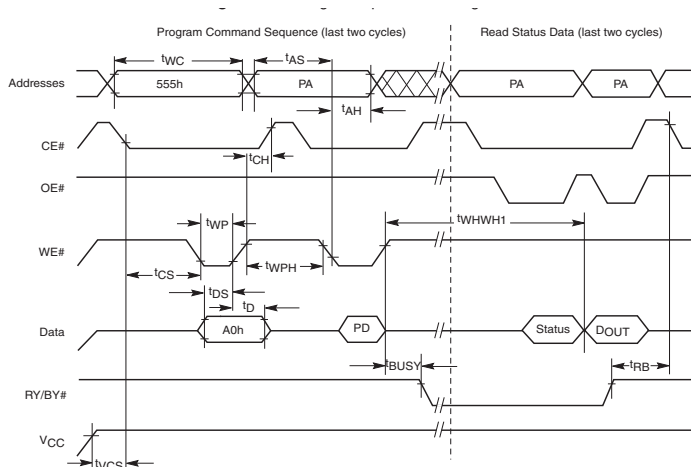 Program Command Sequence (last two cycles) Read Status Data (last two cycles)
tWC tAS
Addresses 555h PA PA PA
tAH
CE#
tCH
OE#
tWHWH1
tWP
WE#
tWPH
tCS
tDS
tD
Data A0h PD Status DOUT
tBUSY tRB
RY/BY#
VCC
tVCS